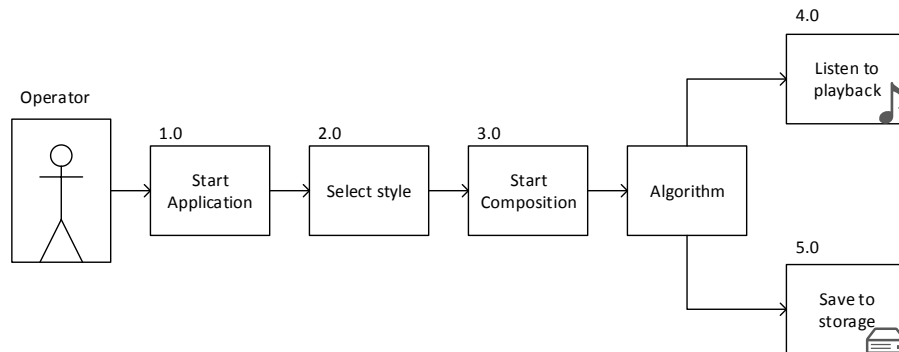 4.0
Listen to
playback
Operator
1.0
2.0
3.0
Start
Application
Select style
Start
Composition
Algorithm
5.0
Save to
storage